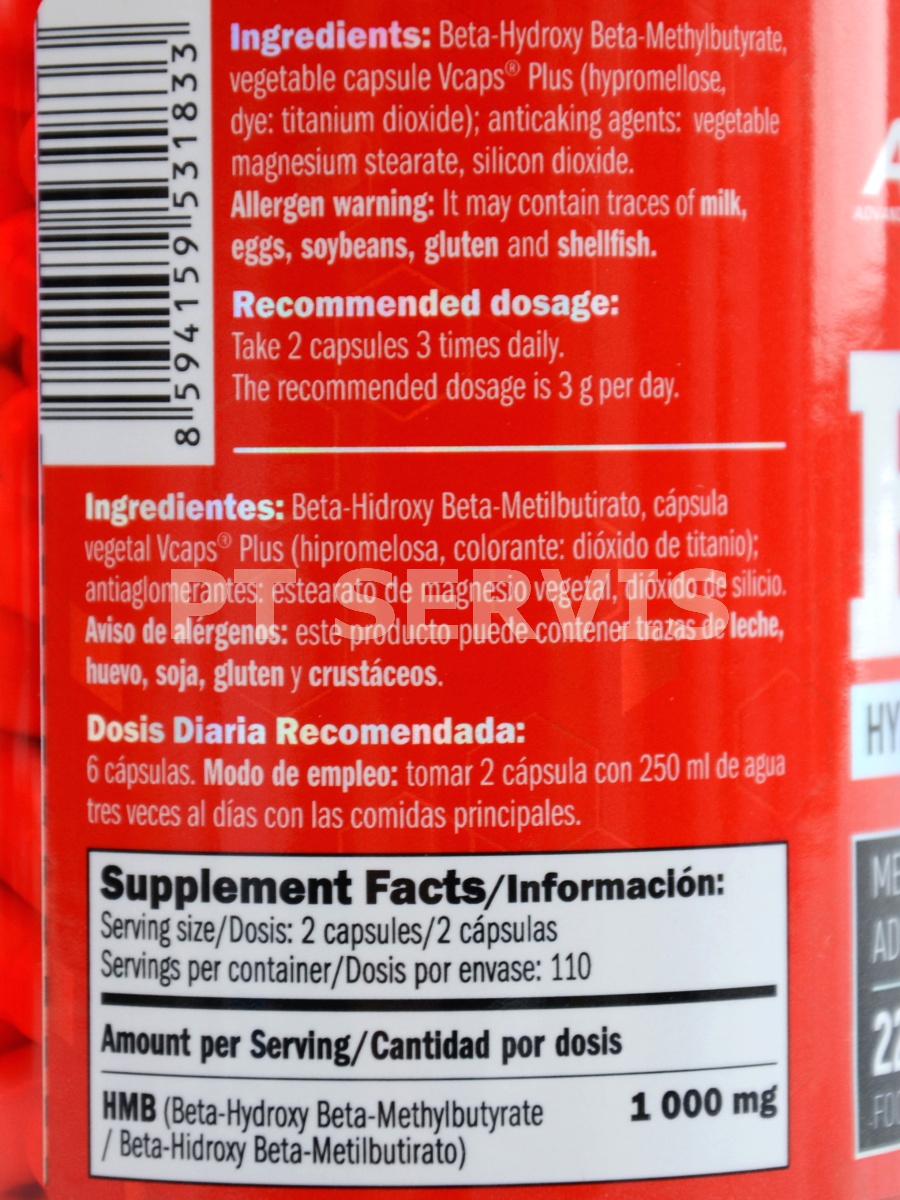 8 594159 531833
Ingredients: Beta-Hydroxy Beta-Methylbutyrate,
vegetable capsule Vcaps® Plus (hypromellose,
dye: titanium dioxide); anticaking agents: vegetable
magnesium stearate, silicon dioxide.
Allergen warning: It may contain traces of milk,
eggs, soybeans, gluten and shellfish.
Recommended dosage:
Take 2 capsules 3 times daily.
The recommended dosage is 3 g per day.
Ingredientes: Beta-Hidroxy Beta-Metilbutirato, cápsula
vegetal Vcaps® Plus (hipromelosa, colorante: dióxido de titanio);
antiaglomerantes: estearato de magnesio vegetal, dióxido de silicio.
PT SERVIS
Aviso de alérgenos: este producto puede contener trazas de leche,
huevo, soja, gluten y crustáceos.
Dosis Diaria Recomendada:
6 cápsulas. Modo de empleo: tomar 2 cápsula con 250 ml de agua
tres veces al días con las comidas principales.
Supplement Facts/Información:
Serving size/Dosis: 2 capsules/2 cápsulas
Servings per container/Dosis por envase: 110
Amount per Serving/Cantidad por dosis
HMB (Beta-Hydroxy Beta-Methylbutyrate 1 000 mg
/ Beta-Hidroxy Beta-Metilbutirato)